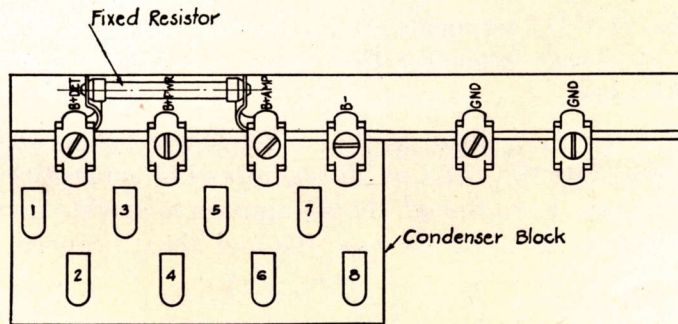 Fixed Resistor
B+DET
B+PWR
B+AMP
B-
GND
GND
1
3
5
7
2
4
6
8
Condenser Block